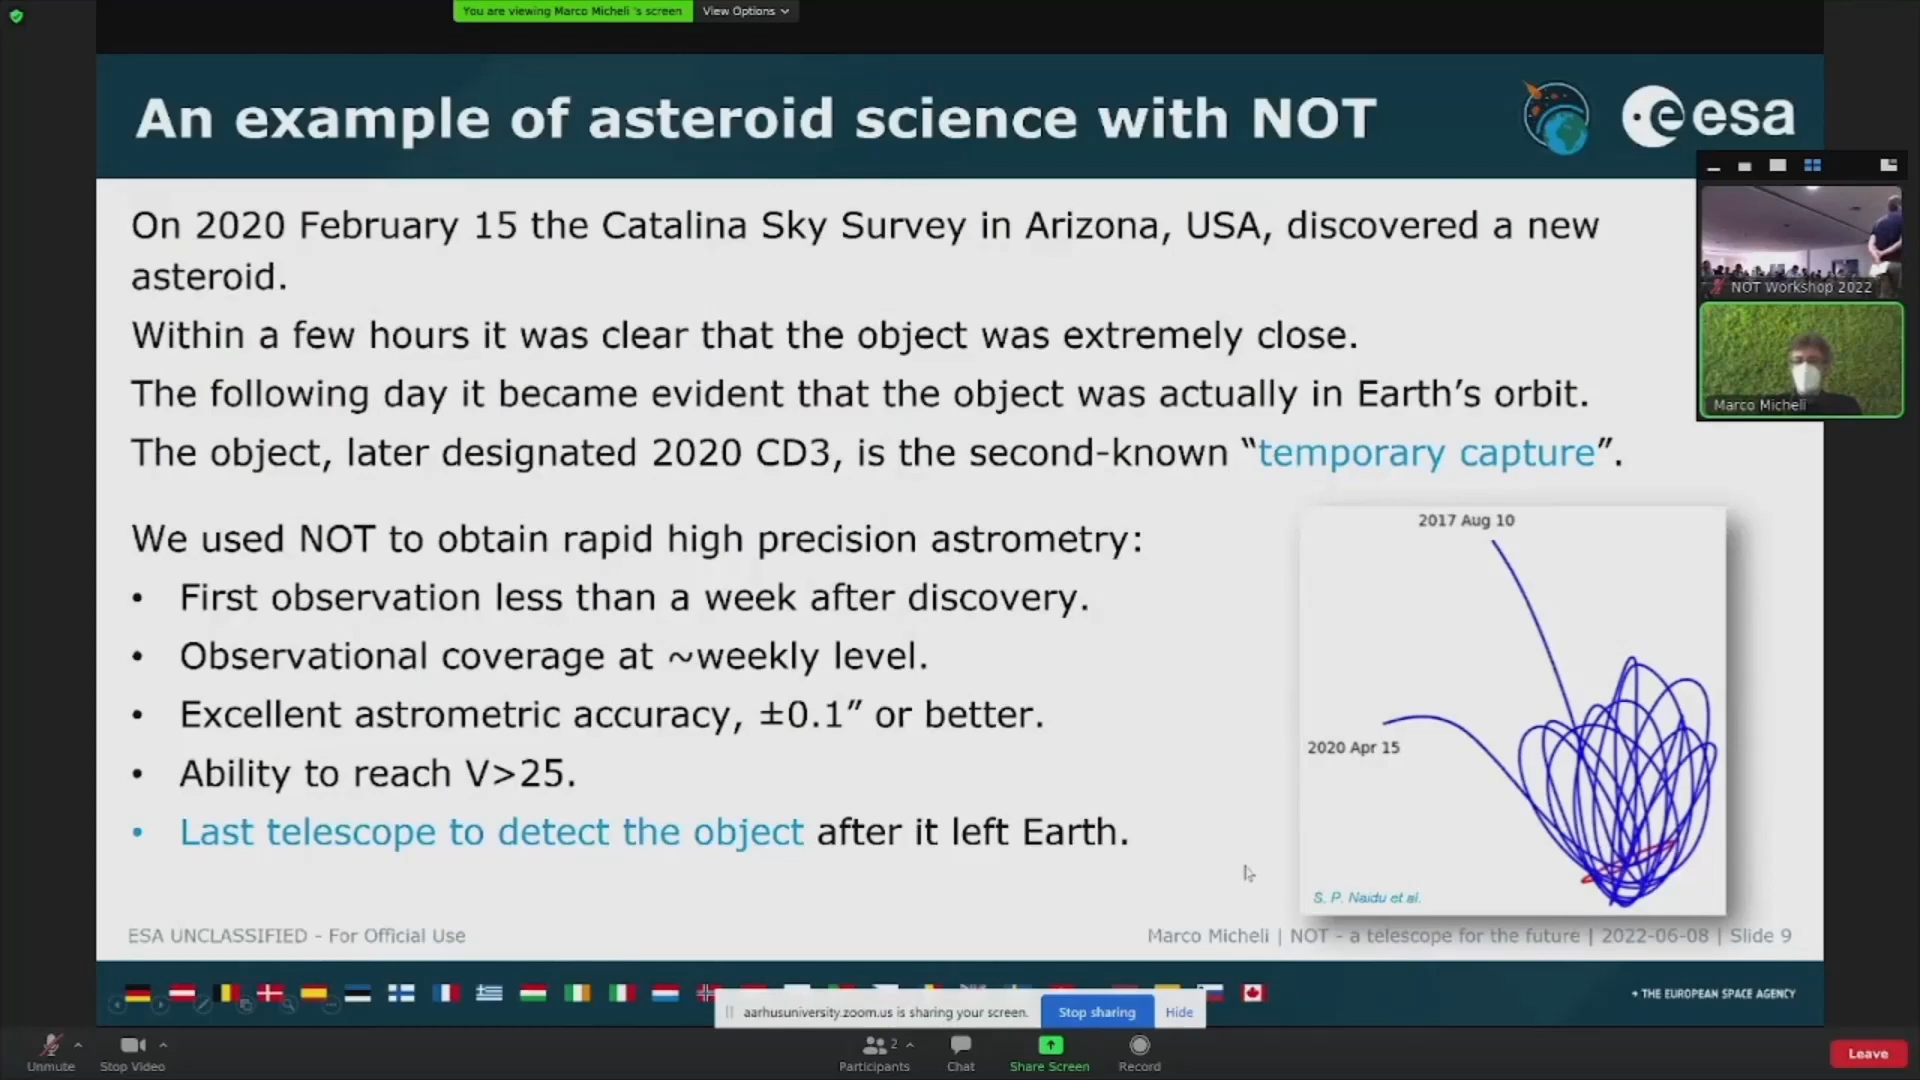 You are viewing Marco Micheli 's screen
View Options
An example of asteroid science with NOT
esa
On 2020 February 15 the Catalina Sky Survey in Arizona, USA, discovered a new
asteroid.
Within a few hours it was clear that the object was extremely close.
The following day it became evident that the object was actually in Earth’s orbit.
The object, later designated 2020 CD3, is the second-known “temporary capture”.
NOT Workshop 2022
Marco Micheli
We used NOT to obtain rapid high precision astrometry:
• First observation less than a week after discovery.
• Observational coverage at ~weekly level.
• Excellent astrometric accuracy, ±0.1” or better.
• Ability to reach V>25.
• Last telescope to detect the object after it left Earth.
2017 Aug 10
2020 Apr 15
S. P. Naidu et al.
ESA UNCLASSIFIED - For Official Use
Marco Micheli | NOT - a telescope for the future | 2022-06-08 | Slide 9
→ THE EUROPEAN SPACE AGENCY
aarhusuniversity.zoom.us is sharing your screen.
Stop sharing
Hide
Unmute
Stop Video
2
Participants
Chat
Share Screen
Record
Leave